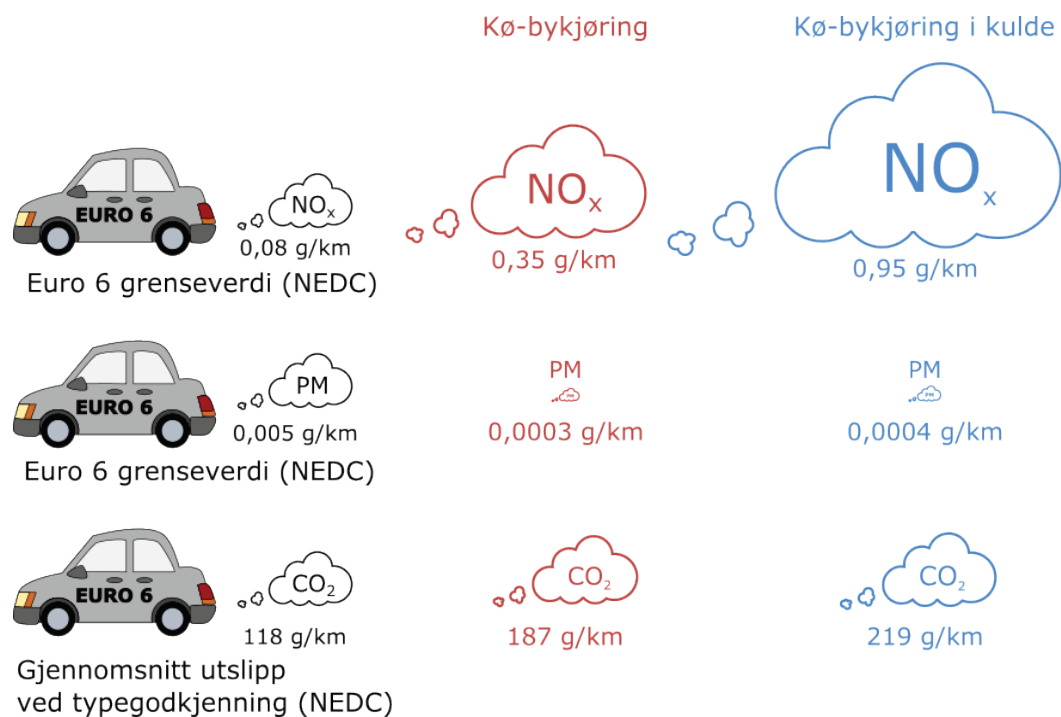 Kø-bykjøring
Kø-bykjøring i kulde
EURO 6
NOx
0,08 g/km
NOx
0,35 g/km
NOx
0,95 g/km
Euro 6 grenseverdi (NEDC)
EURO 6
PM
0,005 g/km
PM
PM
0,0003 g/km
PM
PM
0,0004 g/km
Euro 6 grenseverdi (NEDC)
EURO 6
CO2
118 g/km
CO2
187 g/km
CO2
219 g/km
Gjennomsnitt utslipp
ved typegodkjenning (NEDC)